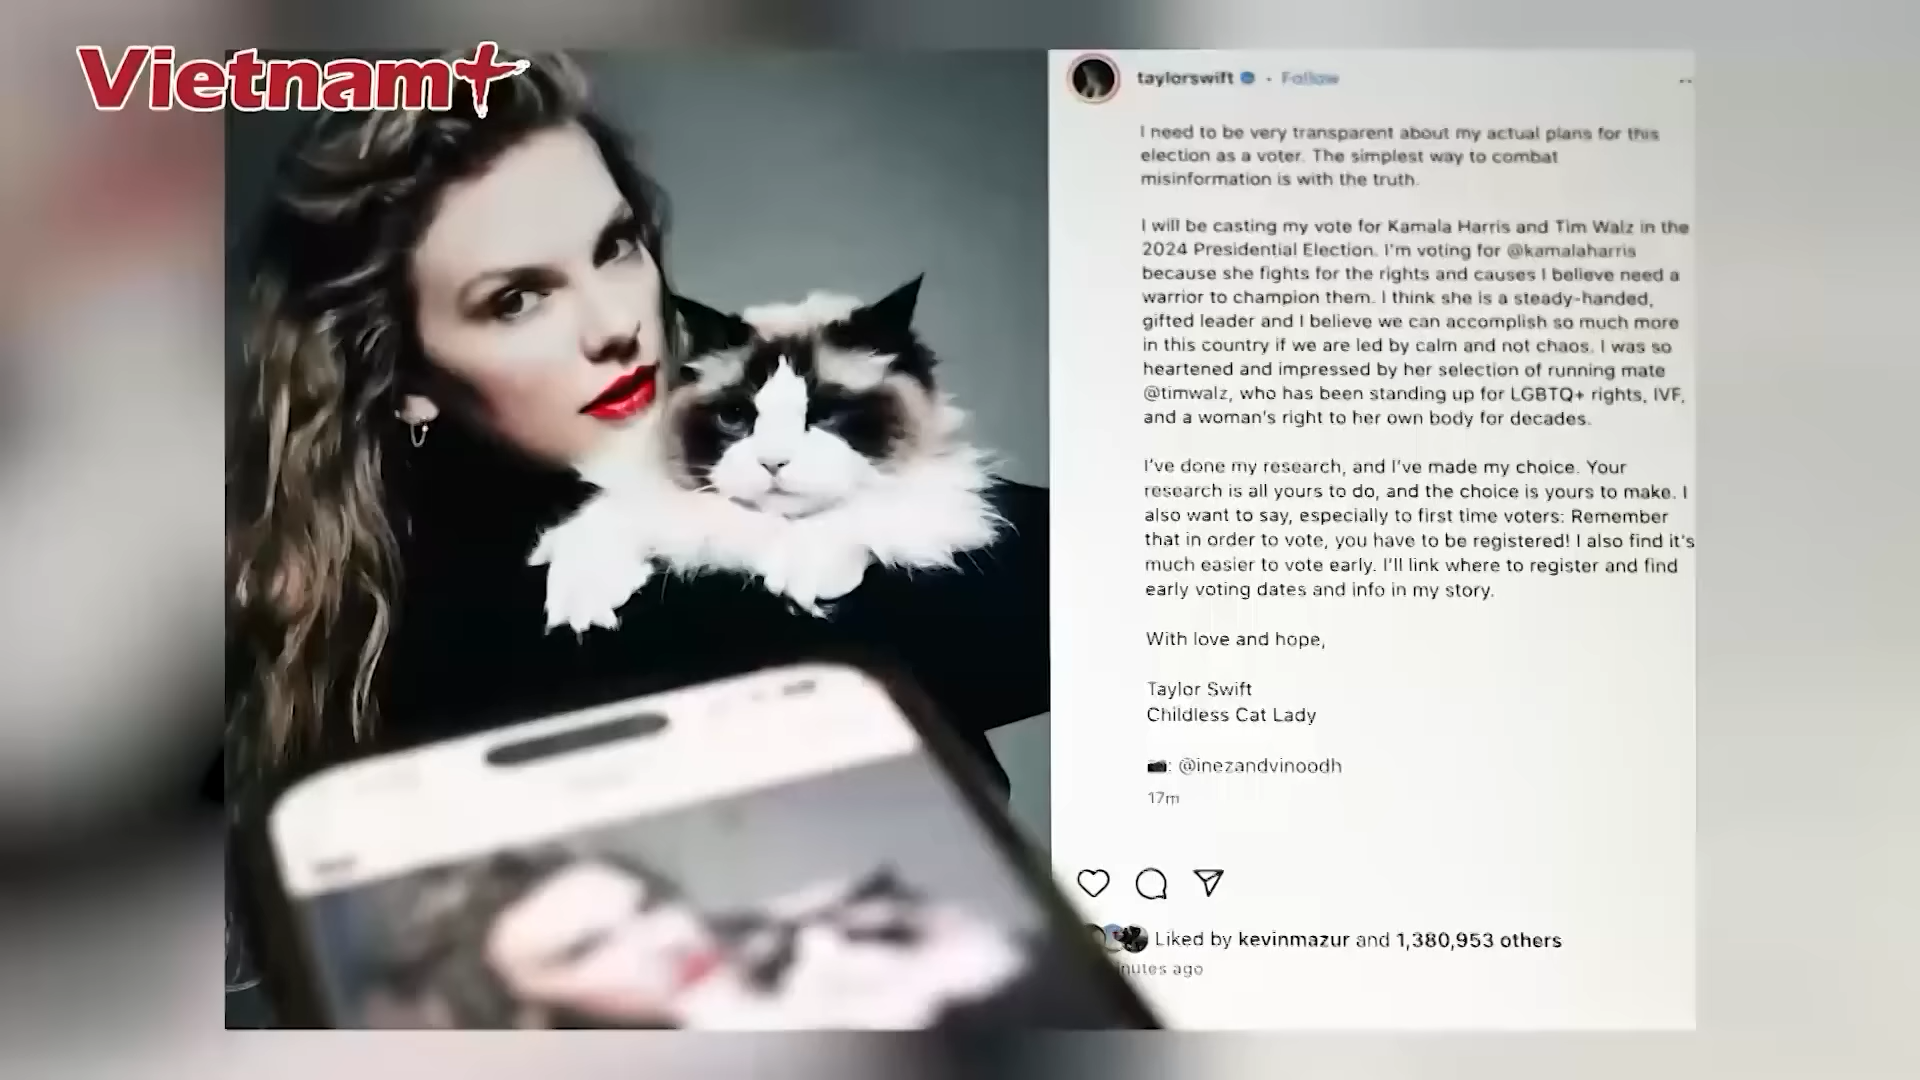 Vietnam+
taylorswift • Follow
I need to be very transparent about my actual plans for this
election as a voter. The simplest way to combat
misinformation is with the truth.
I will be casting my vote for Kamala Harris and Tim Walz in the
2024 Presidential Election. I'm voting for @kamalaharris
because she fights for the rights and causes I believe need a
warrior to champion them. I think she is a steady-handed,
gifted leader and I believe we can accomplish so much more
in this country if we are led by calm and not chaos. I was so
heartened and impressed by her selection of running mate
@timwalz, who has been standing up for LGBTQ+ rights, IVF,
and a woman's right to her own body for decades.
I've done my research, and I've made my choice. Your
research is all yours to do, and the choice is yours to make. I
also want to say, especially to first time voters: Remember
that in order to vote, you have to be registered! I also find it's
much easier to vote early. I'll link where to register and find
early voting dates and info in my story.
With love and hope,
Taylor Swift
Childless Cat Lady
: @inezandvinoodh
17m
Liked by kevinmazur and 1,380,953 others
ago